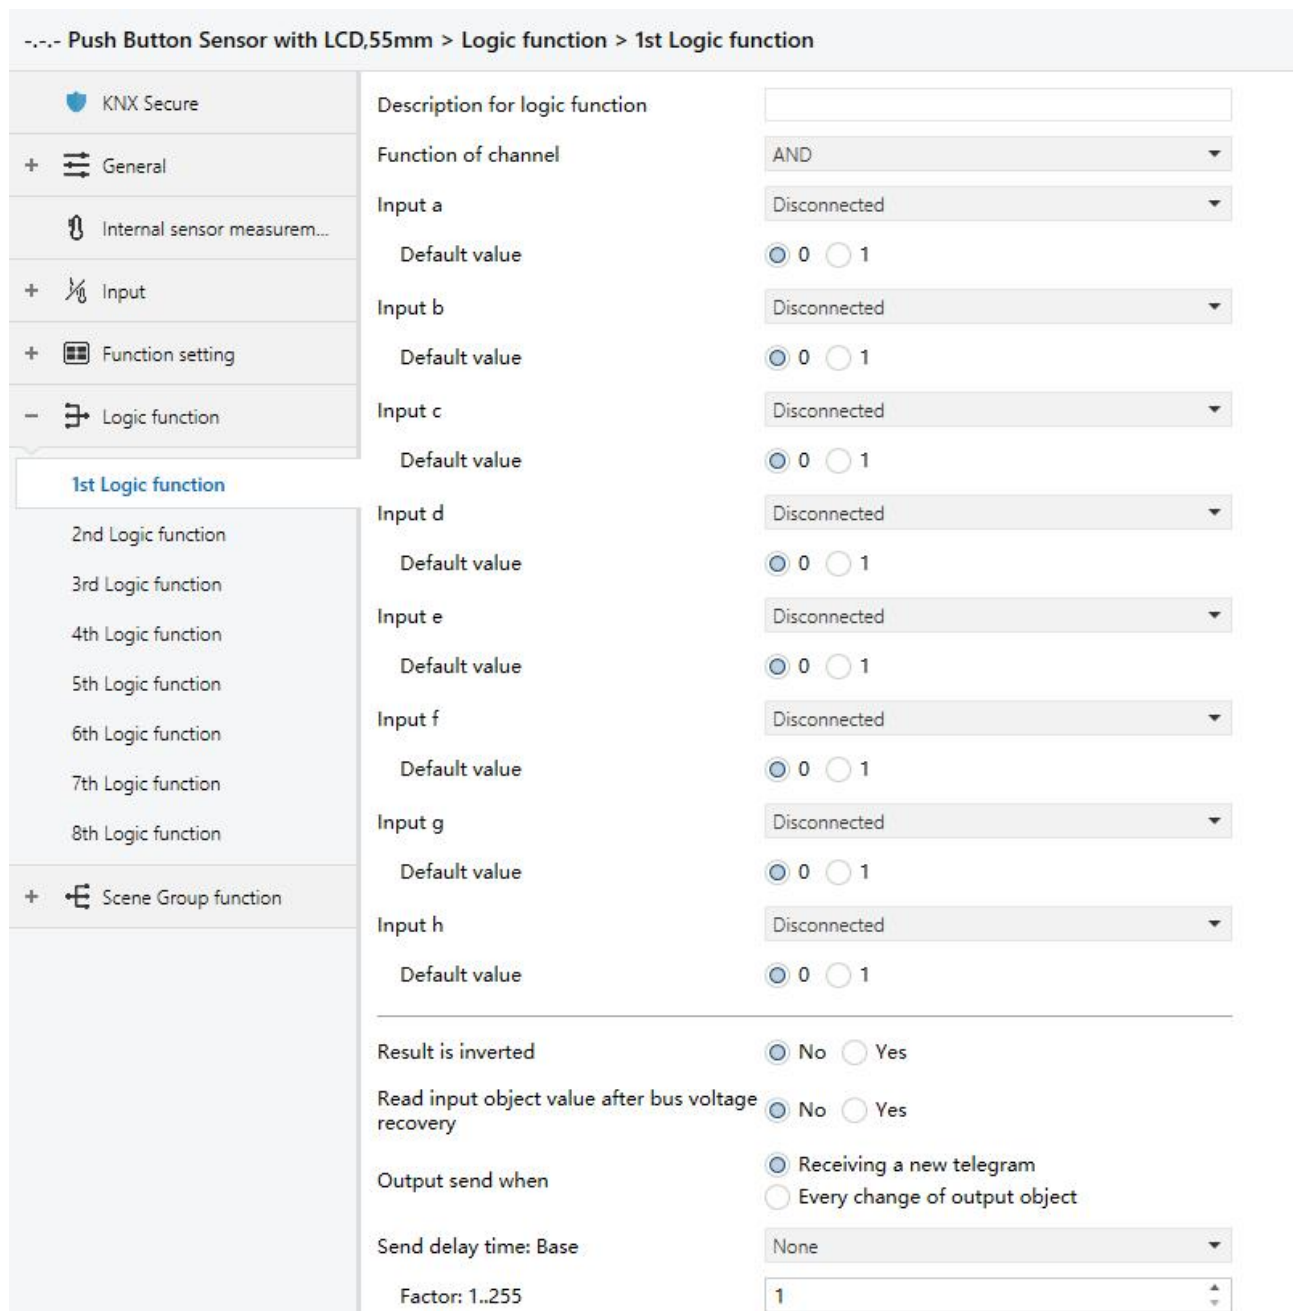 -.-.- Push Button Sensor with LCD,55mm > Logic function > 1st Logic function
KNX Secure
+ General
Internal sensor measurem...
+ Input
+ Function setting
- Logic function
1st Logic function
2nd Logic function
3rd Logic function
4th Logic function
5th Logic function
6th Logic function
7th Logic function
8th Logic function
+ Scene Group function
Description for logic function
Function of channel AND
Input a Disconnected
Default value 0 1
Input b Disconnected
Default value 0 1
Input c Disconnected
Default value 0 1
Input d Disconnected
Default value 0 1
Input e Disconnected
Default value 0 1
Input f Disconnected
Default value 0 1
Input g Disconnected
Default value 0 1
Input h Disconnected
Default value 0 1
Result is inverted No Yes
Read input object value after bus voltage
recovery No Yes
Output send when Receiving a new telegram
Every change of output object
Send delay time: Base None
Factor: 1..255 1